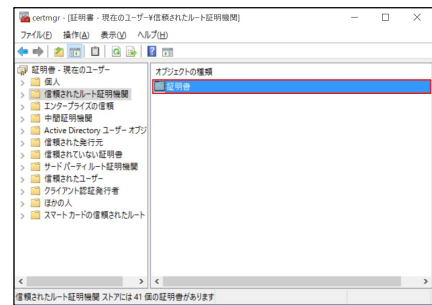 certmgr - [証明書 - 現在のユーザー¥信頼されたルート証明機関]
ファイル(F) 操作(A) 表示(V) ヘルプ(H)
証明書 - 現在のユーザー
個人
信頼されたルート証明機関
エンタープライズの信頼
中間証明機関
Active Directory ユーザー オブジ
信頼された発行元
信頼されていない証明書
サードパーティ ルート証明機関
信頼されたユーザー
クライアント認証発行者
ほかの人
スマート カードの信頼されたルート
オブジェクトの種類
証明書
信頼されたルート証明機関 ストアには 41 個の証明書があります